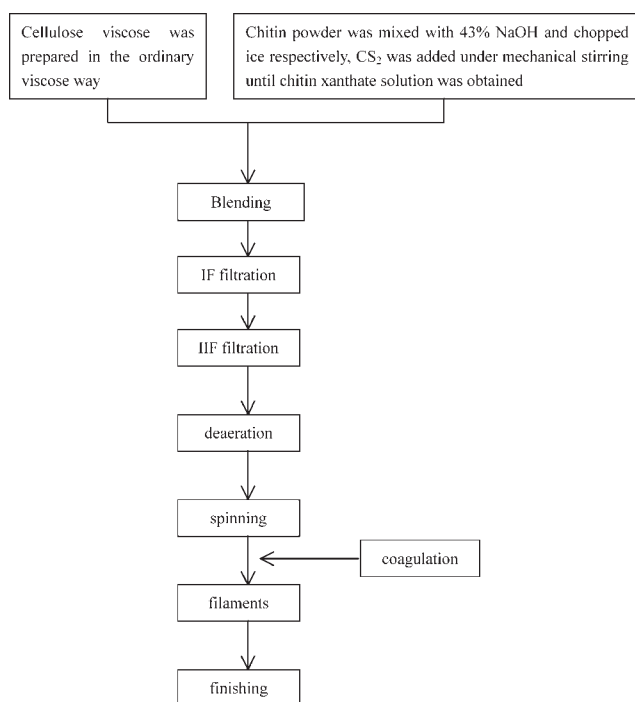 Cellulose viscose was
prepared in the ordinary
viscose way
Chitin powder was mixed with 43% NaOH and chopped
ice respectively, CS₂ was added under mechanical stirring
until chitin xanthate solution was obtained
Blending
IF filtration
IIF filtration
deaeration
spinning
coagulation
filaments
finishing